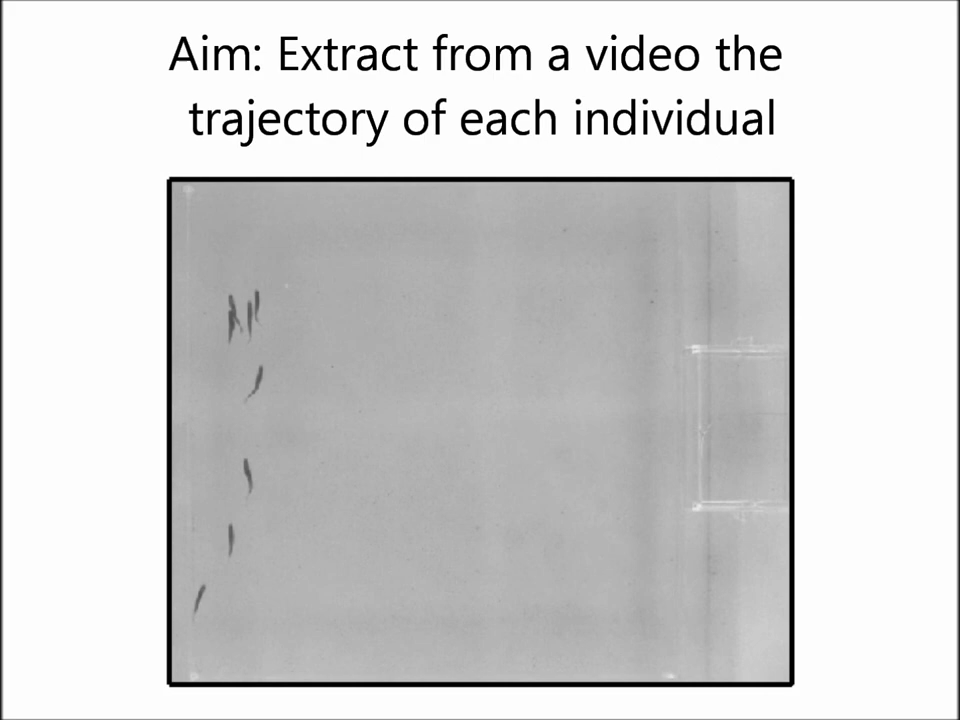 Aim: Extract from a video the
trajectory of each individual